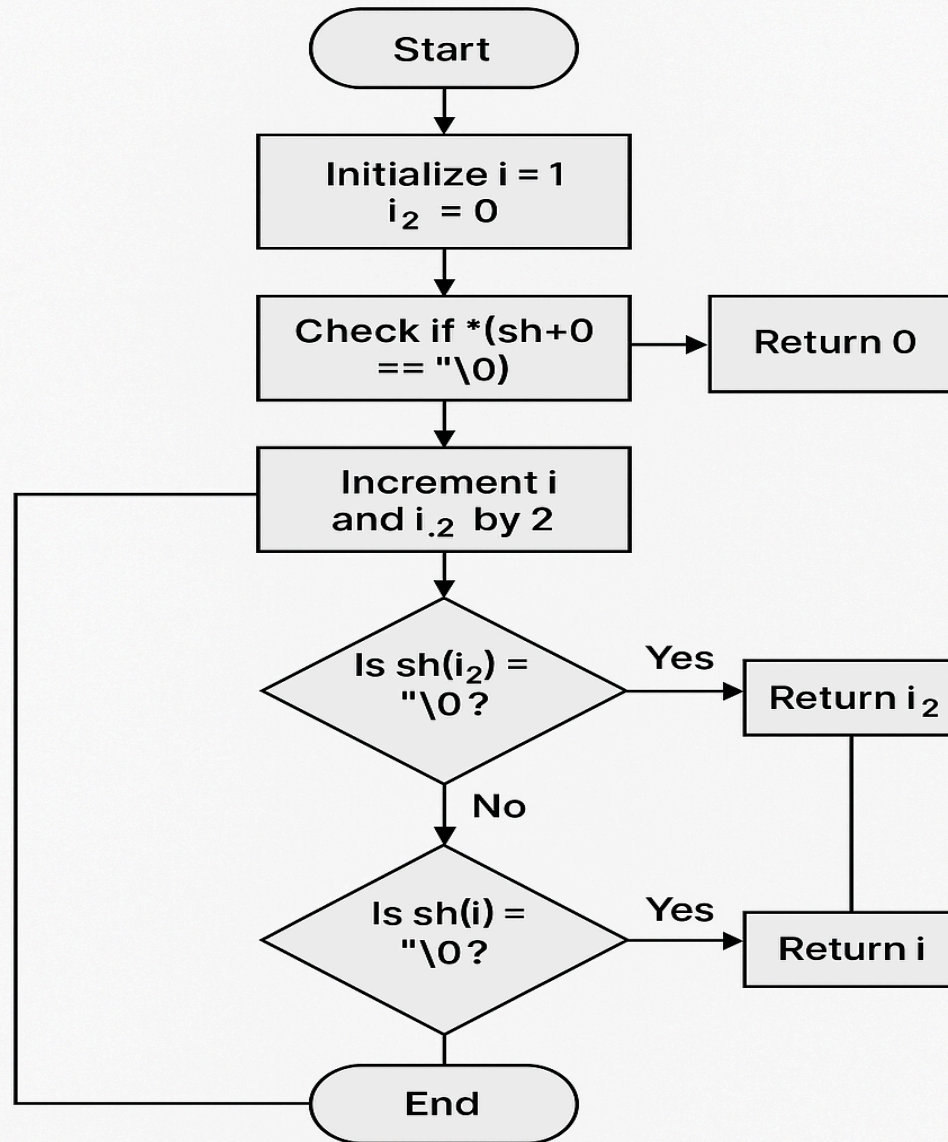 Start
Initialize i = 1
i₂ = 0
Check if *(sh+0
== "\0)
Return 0
Increment i
and i.₂ by 2
Is sh(i₂) =
"\0?
Yes
Return i₂
No
Is sh(i) =
"\0?
Yes
Return i
End